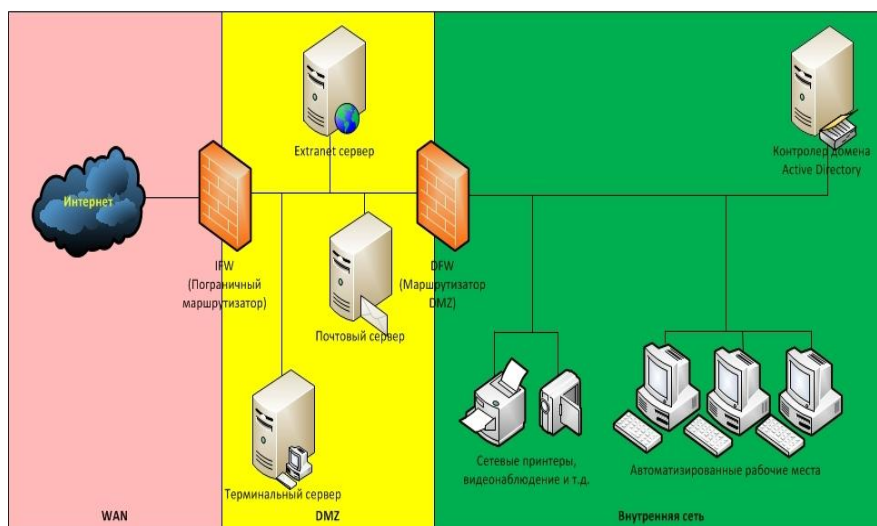 Extranet сервер
Контролер домена
Active Directory
Интернет
IFW
(Пограничный
маршрутизатор)
DFW
(Маршрутизатор
DMZ)
Почтовый сервер
Сетевые принтеры,
видеонаблюдение и т.д.
Автоматизированные рабочие места
Терминальный сервер
WAN
DMZ
Внутренняя сеть